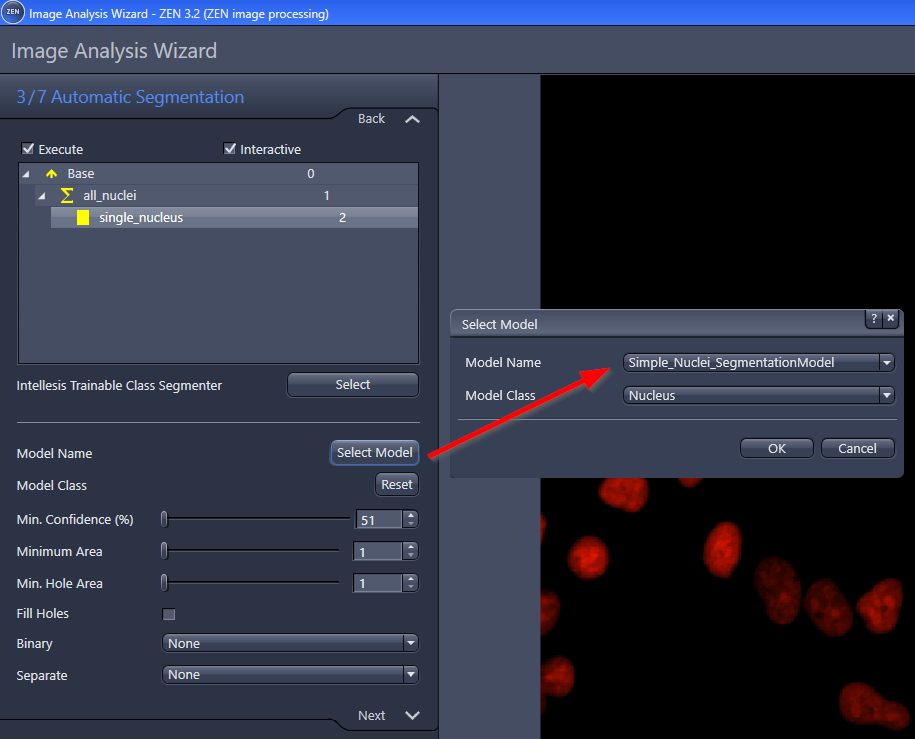 ZEN Image Analysis Wizard - ZEN 3.2 (ZEN image processing)
Image Analysis Wizard
3/7 Automatic Segmentation
Back
Execute Interactive
Base 0
all_nuclei 1
single_nucleus 2
Intellesis Trainable Class Segmenter Select
Model Name Select Model
Model Class Reset
Min. Confidence (%) 51
Minimum Area 1
Min. Hole Area 1
Fill Holes
Binary None
Separate None
Next
Select Model ?
Model Name Simple_Nuclei_SegmentationModel
Model Class Nucleus
OK Cancel